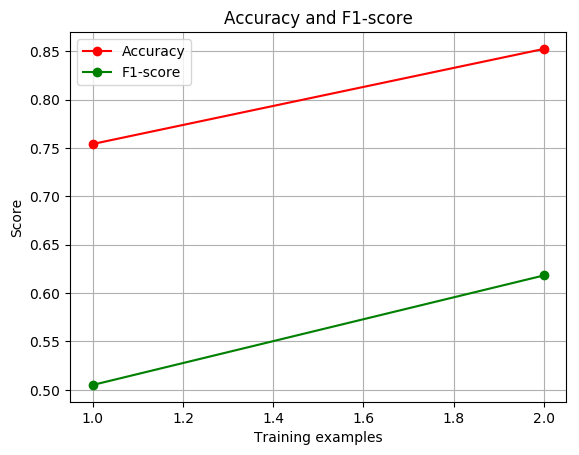 Accuracy and F1-score
Accuracy
F1-score
0.85
0.80
0.75
0.70
0.65
0.60
0.55
0.50
Score
1.0 1.2 1.4 1.6 1.8 2.0
Training examples